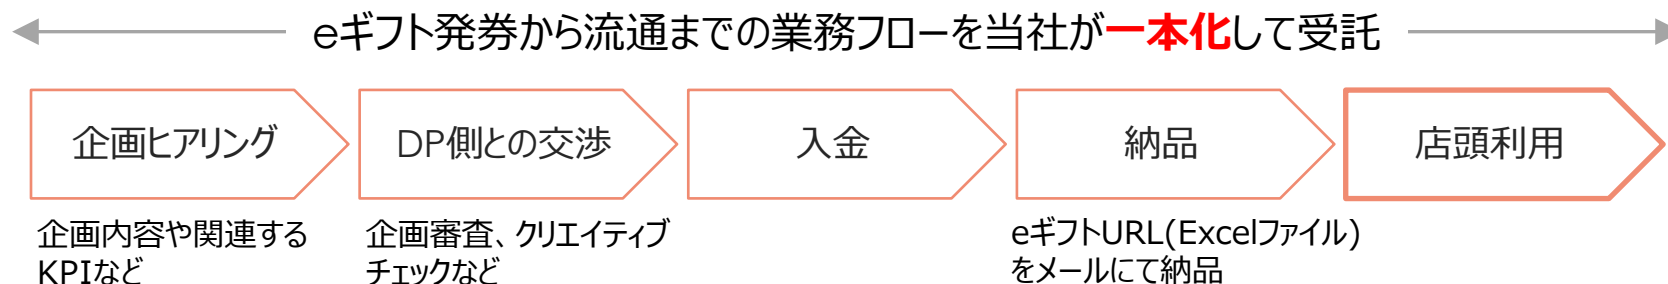 eギフト発券から流通までの業務フローを当社が一本化して受託
企画ヒアリング
DP側との交渉
入金
納品
店頭利用
企画内容や関連する
KPIなど
企画審査、クリエイティブ
チェックなど
eギフトURL(Excelファイル)
をメールにて納品